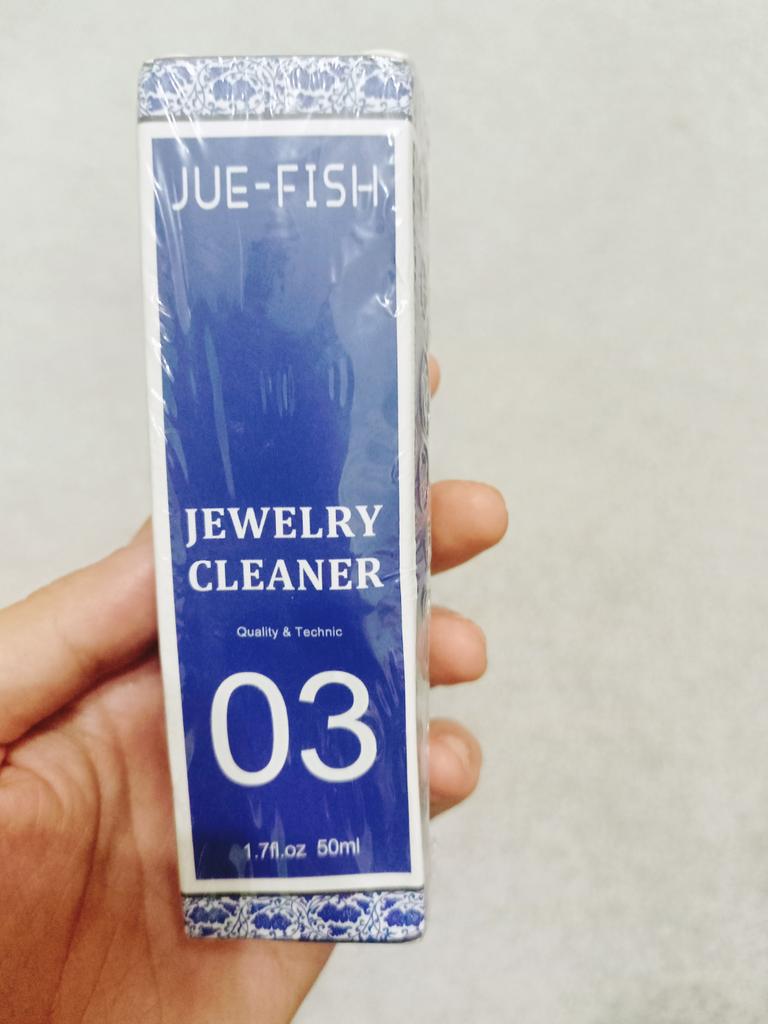 JUE-FISH
JEWELRY
CLEANER
Quality & Technic
03
1.7fl.oz 50ml